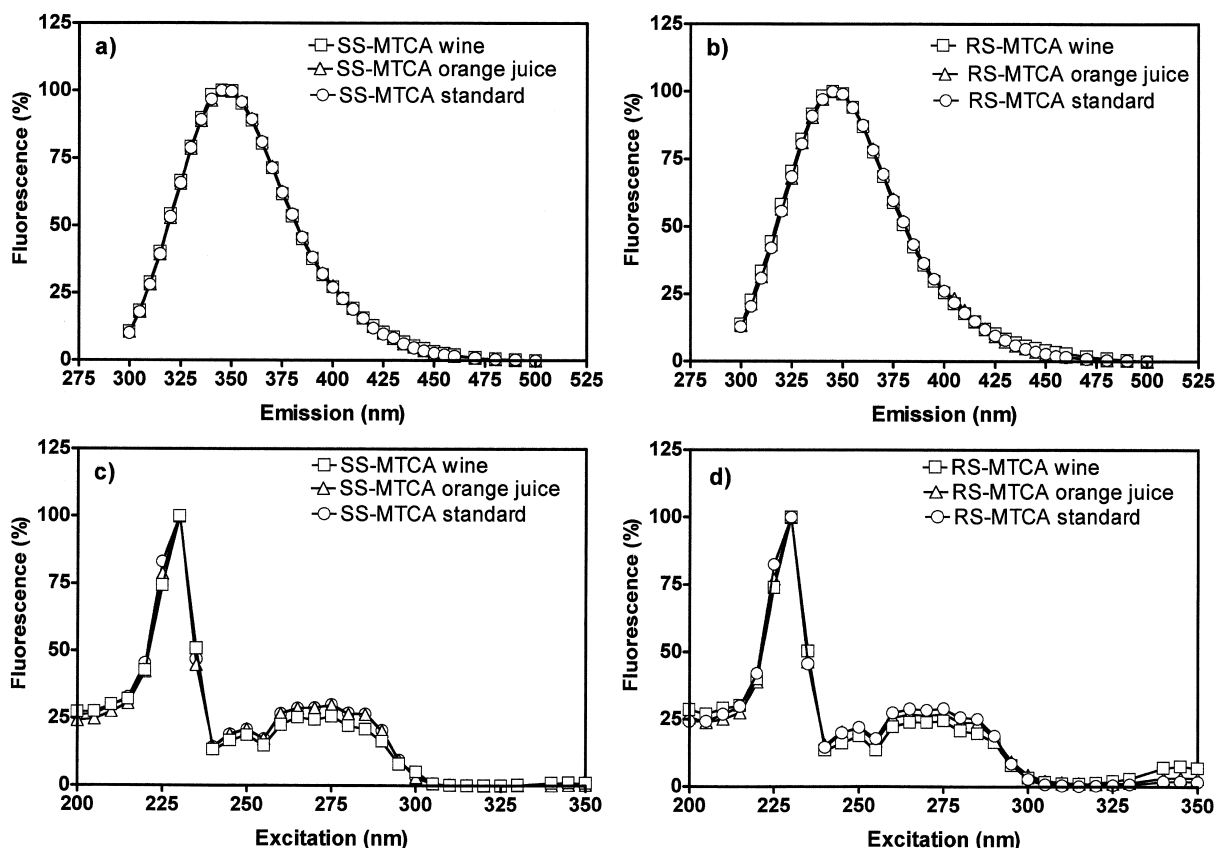 a)
SS-MTCA wine
SS-MTCA orange juice
SS-MTCA standard
Fluorescence (%)
125
100
75
50
25
0
275 300 325 350 375 400 425 450 475 500 525
Emission (nm)
b)
RS-MTCA wine
RS-MTCA orange juice
RS-MTCA standard
Fluorescence (%)
125
100
75
50
25
0
275 300 325 350 375 400 425 450 475 500 525
Emission (nm)
c)
SS-MTCA wine
SS-MTCA orange juice
SS-MTCA standard
Fluorescence (%)
125
100
75
50
25
0
200 225 250 275 300 325 350
Excitation (nm)
d)
RS-MTCA wine
RS-MTCA orange juice
RS-MTCA standard
Fluorescence (%)
125
100
75
50
25
0
200 225 250 275 300 325 350
Excitation (nm)